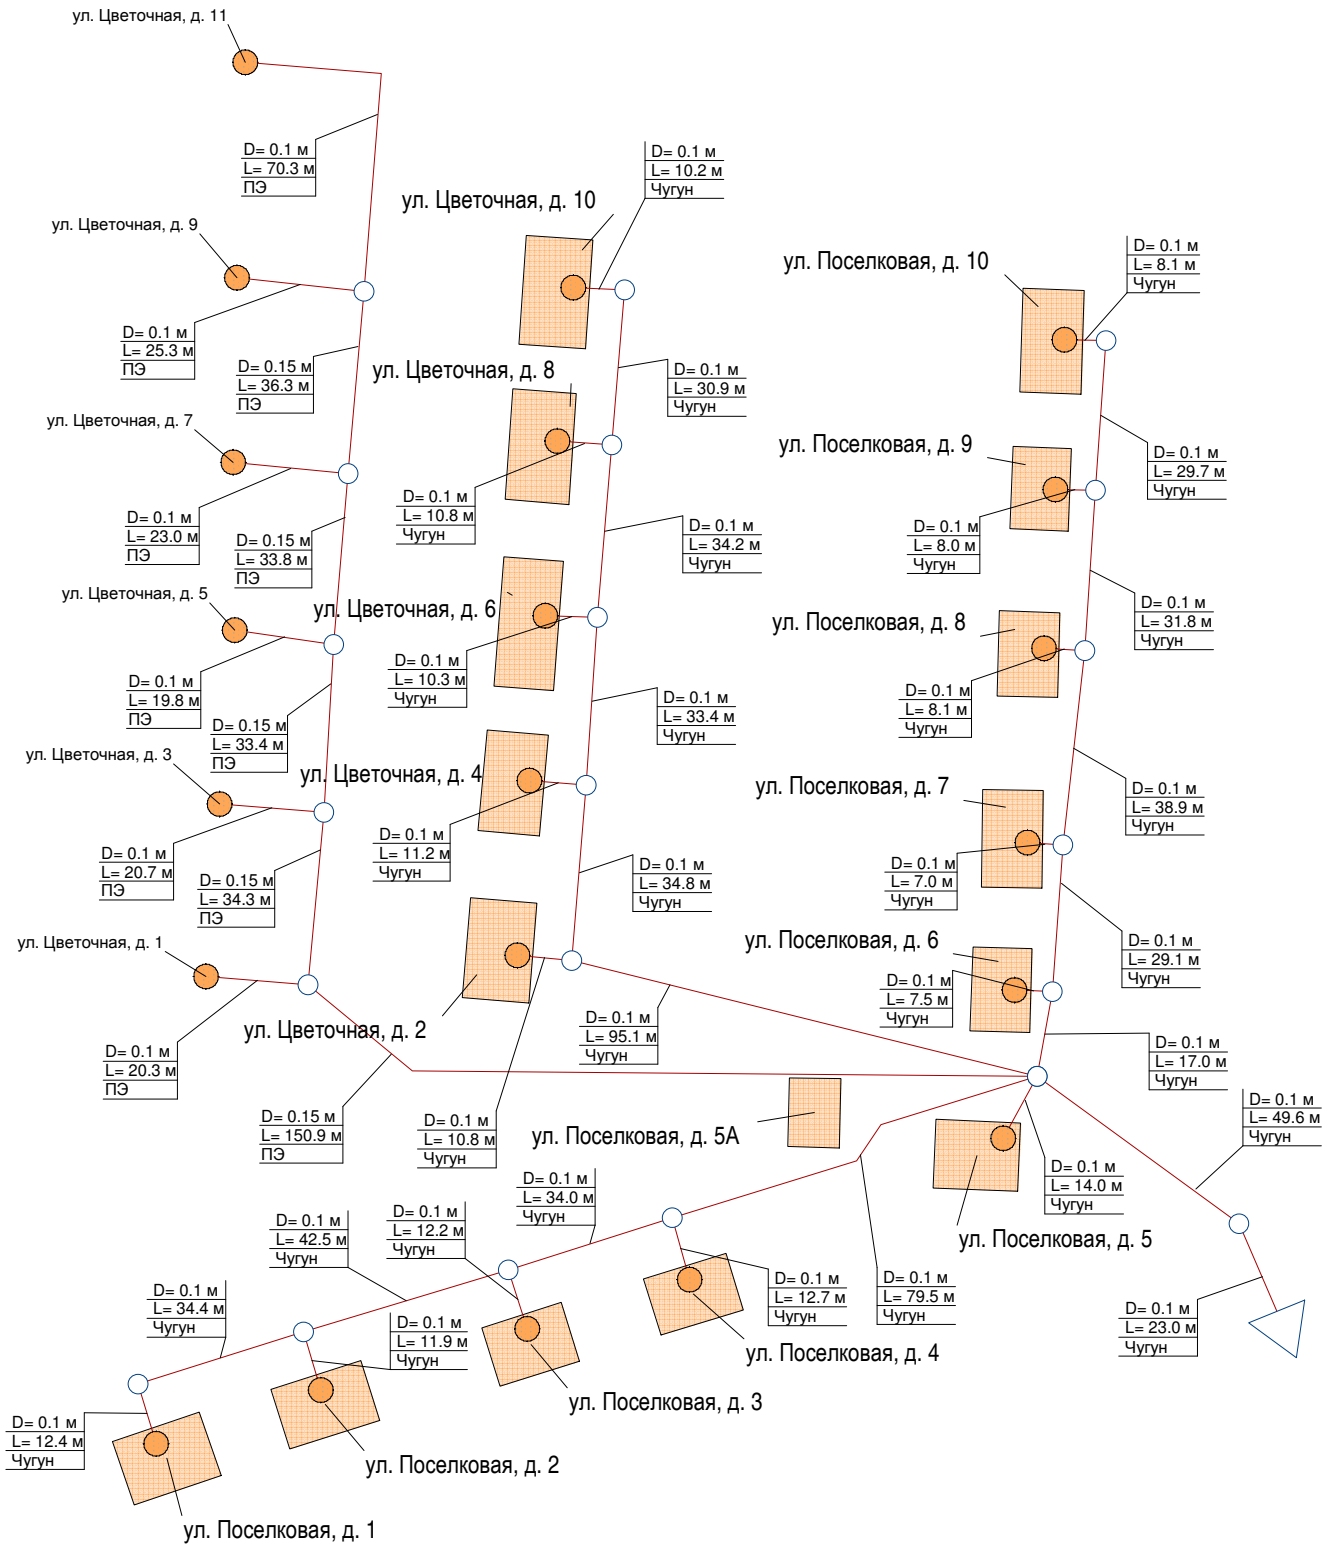 ул. Цветочная, д. 11
D= 0.1 м
L= 70.3 м
ПЭ
D= 0.1 м
L= 10.2 м
Чугун
ул. Цветочная, д. 10
ул. Цветочная, д. 9
D= 0.1 м
L= 8.1 м
Чугун
ул. Поселковая, д. 10
D= 0.1 м
L= 25.3 м
ПЭ
D= 0.15 м
L= 36.3 м
ПЭ
ул. Цветочная, д. 8
D= 0.1 м
L= 30.9 м
Чугун
ул. Цветочная, д. 7
ул. Поселковая, д. 9
D= 0.1 м
L= 29.7 м
Чугун
D= 0.1 м
L= 10.8 м
Чугун
D= 0.1 м
L= 23.0 м
ПЭ
D= 0.15 м
L= 33.8 м
ПЭ
D= 0.1 м
L= 34.2 м
Чугун
D= 0.1 м
L= 8.0 м
Чугун
ул. Цветочная, д. 5
ул. Цветочная, д. 6
D= 0.1 м
L= 31.8 м
Чугун
ул. Поселковая, д. 8
D= 0.1 м
L= 19.8 м
ПЭ
D= 0.1 м
L= 10.3 м
Чугун
D= 0.1 м
L= 8.1 м
Чугун
D= 0.15 м
L= 33.4 м
ПЭ
D= 0.1 м
L= 33.4 м
Чугун
ул. Цветочная, д. 3
ул. Цветочная, д. 4
ул. Поселковая, д. 7
D= 0.1 м
L= 38.9 м
Чугун
D= 0.1 м
L= 20.7 м
ПЭ
D= 0.1 м
L= 11.2 м
Чугун
D= 0.15 м
L= 34.3 м
ПЭ
D= 0.1 м
L= 34.8 м
Чугун
D= 0.1 м
L= 7.0 м
Чугун
ул. Цветочная, д. 1
ул. Поселковая, д. 6
D= 0.1 м
L= 29.1 м
Чугун
D= 0.1 м
L= 7.5 м
Чугун
ул. Цветочная, д. 2
D= 0.1 м
L= 95.1 м
Чугун
D= 0.1 м
L= 20.3 м
ПЭ
D= 0.1 м
L= 17.0 м
Чугун
D= 0.1 м
L= 49.6 м
Чугун
D= 0.15 м
L= 150.9 м
ПЭ
D= 0.1 м
L= 10.8 м
Чугун
ул. Поселковая, д. 5А
D= 0.1 м
L= 14.0 м
Чугун
D= 0.1 м
L= 34.0 м
Чугун
D= 0.1 м
L= 12.2 м
Чугун
D= 0.1 м
L= 42.5 м
Чугун
ул. Поселковая, д. 5
D= 0.1 м
L= 34.4 м
Чугун
D= 0.1 м
L= 12.7 м
Чугун
D= 0.1 м
L= 79.5 м
Чугун
D= 0.1 м
L= 23.0 м
Чугун
D= 0.1 м
L= 11.9 м
Чугун
ул. Поселковая, д. 4
ул. Поселковая, д. 3
D= 0.1 м
L= 12.4 м
Чугун
ул. Поселковая, д. 2
ул. Поселковая, д. 1